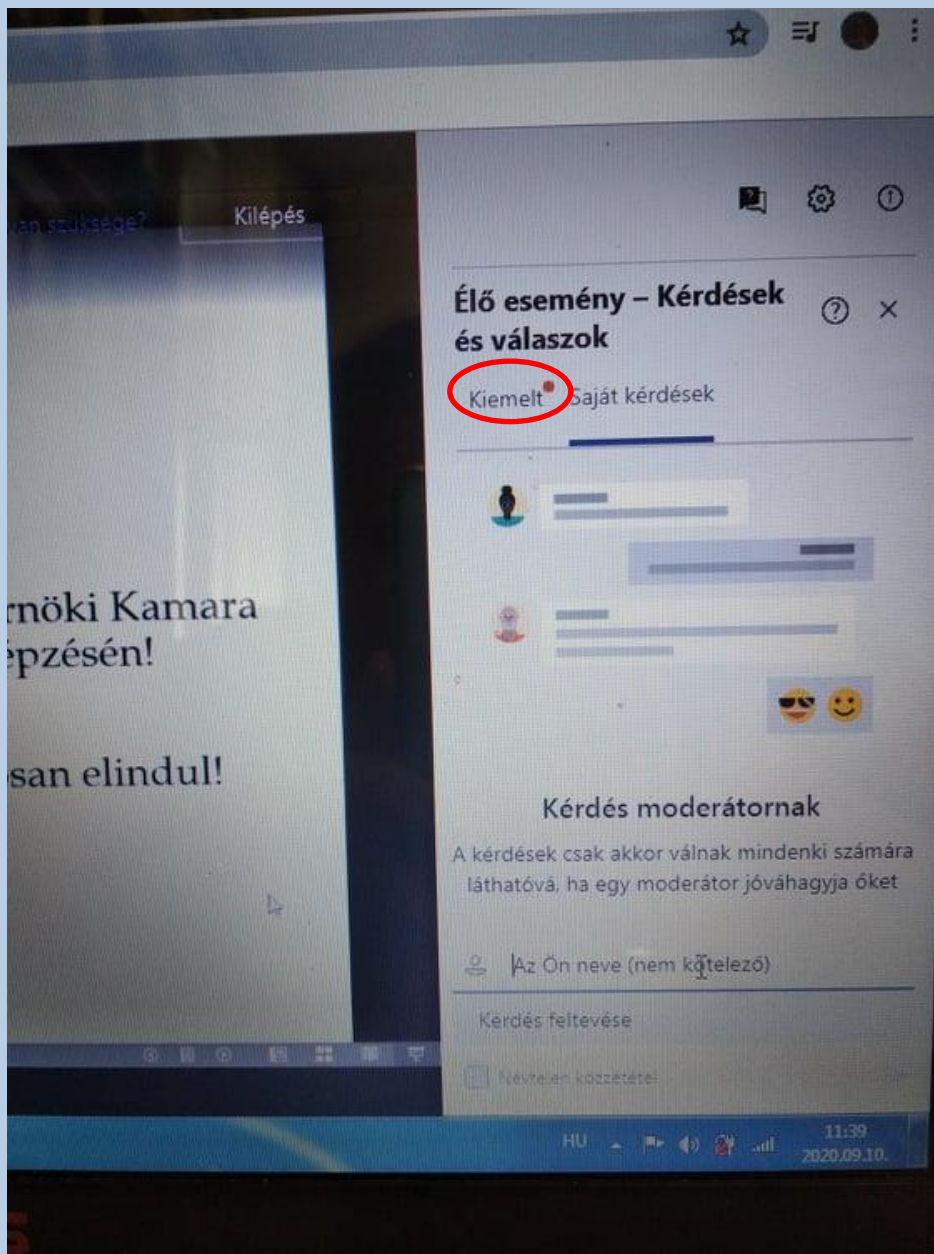 szüksége?
Kilépés
Élő esemény – Kérdések
és válaszok
Kiemelt Saját kérdések
rnöki Kamara
épzésén!
san elindul!
Kérdés moderátornak
A kérdések csak akkor válnak mindenki számára
láthatóvá, ha egy moderátor jóváhagyja őket
Az Ön neve (nem kötelező)
Kérdés feltevése
Névtelen közzététel
HU
11:39
2020.09.10.